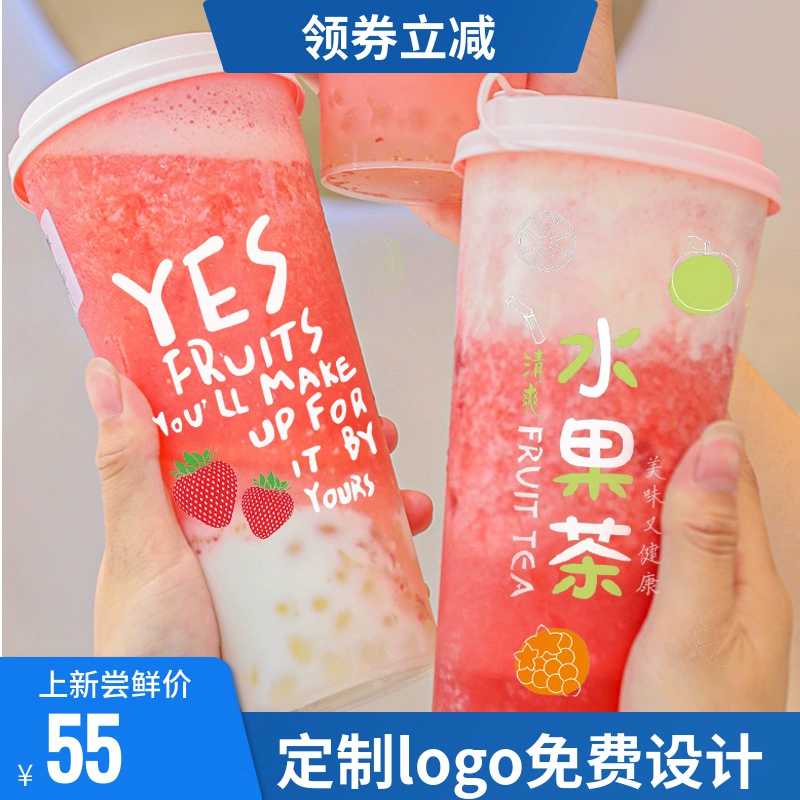 领券立减
YES
FRUITS
YOU'LL MAKE
UP FOR
IT BY
YOURS
水果茶
清爽
FRUIT TEA
美味又健康
上新尝鲜价
¥ 55
定制logo免费设计